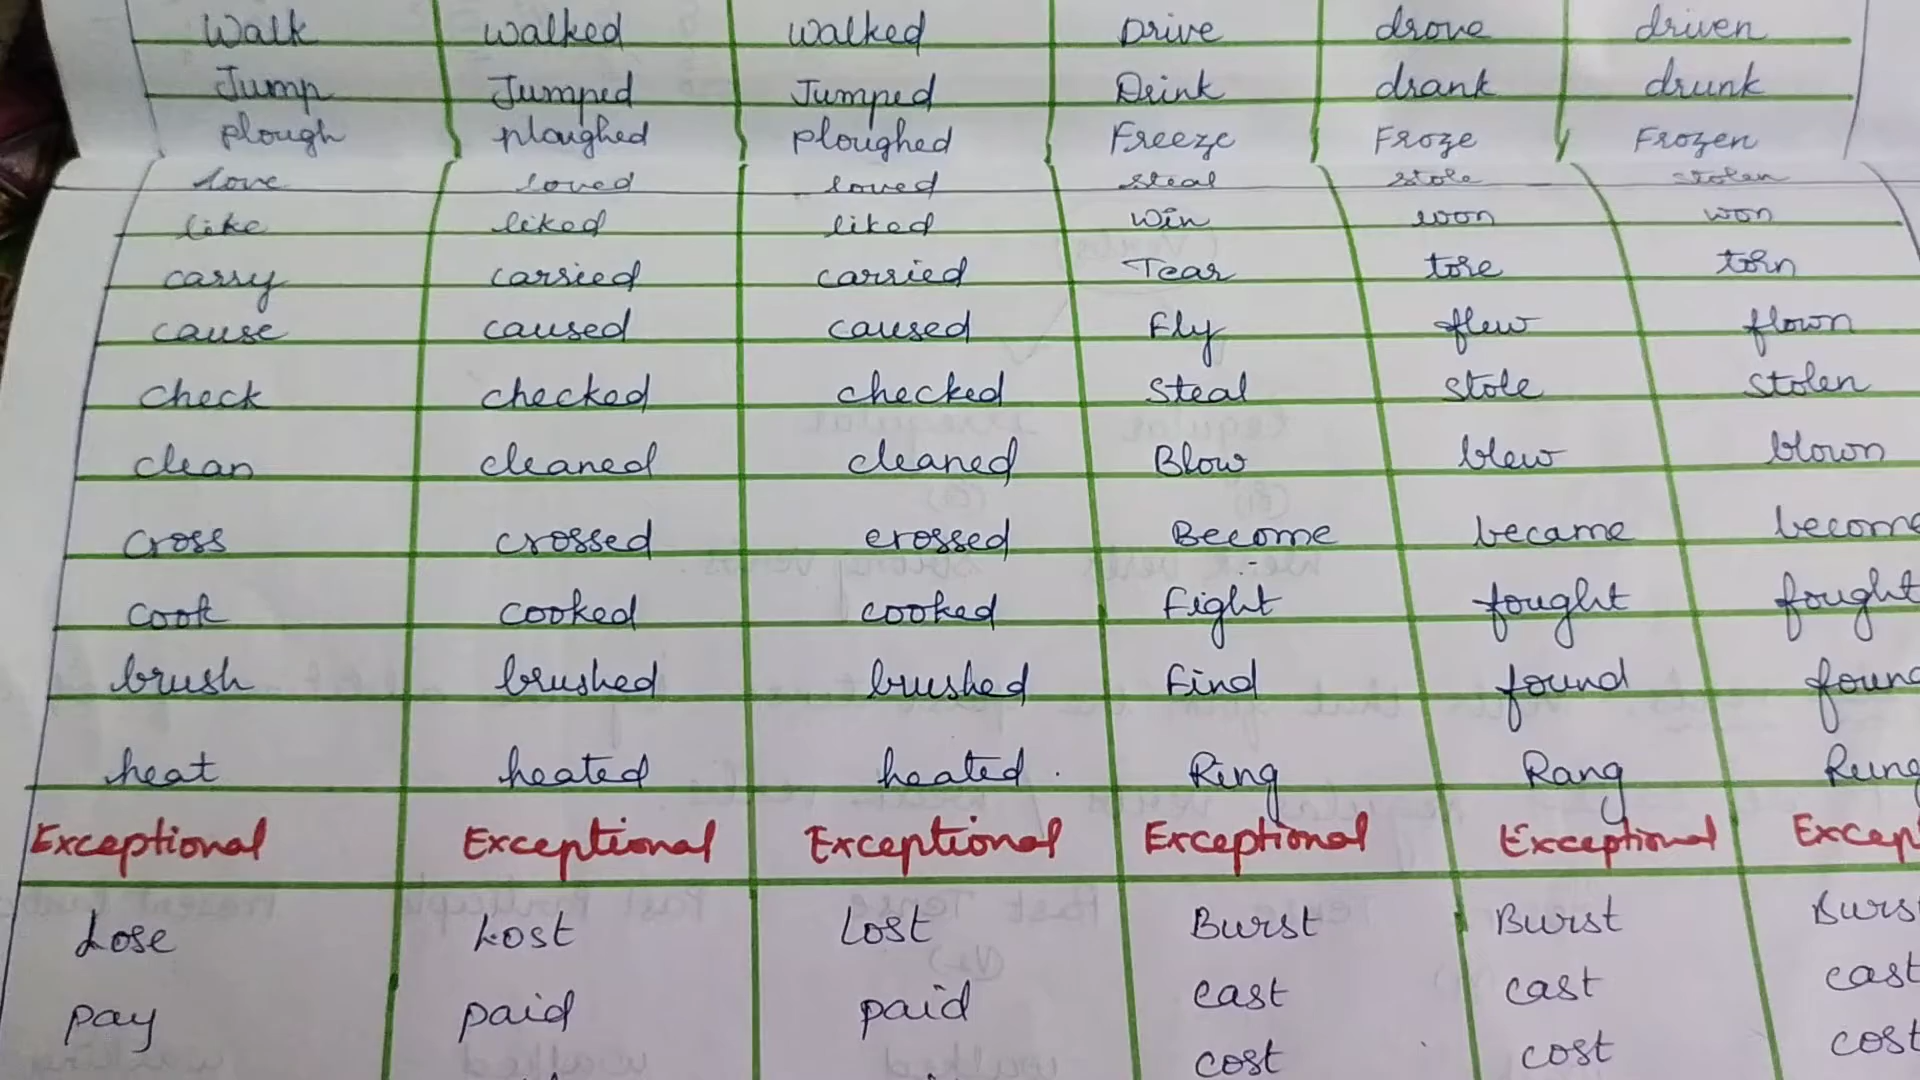 Walk walked walked Drive drove driven
Jump Jumped Jumped Drink drank drunk
plough ploughed ploughed Freeze Froze Frozen
love loved loved steal stole stolen
like liked liked Win won won
carry carried carried Tear tore torn
cause caused caused Fly flew flown
check checked checked Steal stole stolen
clean cleaned cleaned Blow blew blown
cross crossed crossed Become became become
cook cooked cooked Fight fought fought
brush brushed brushed Find found foun
heat heated heated. Ring Rang Rung
Exceptional Exceptional Exceptional Exceptional Exceptional Excep
Lose Lost Lost Burst Burst Burs
pay paid paid cast cast cast
cost cost cost